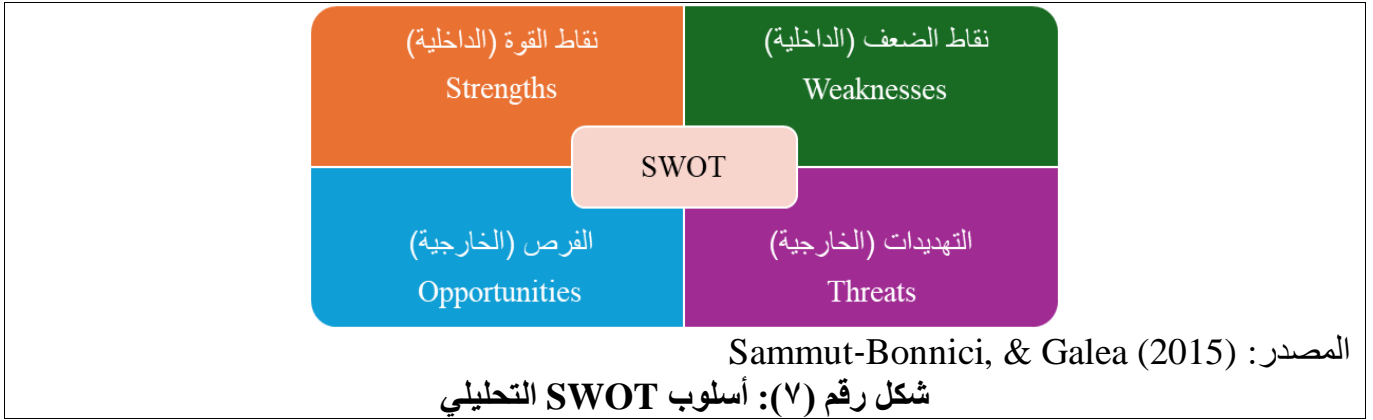 نقاط القوة (الداخلية)
Strengths
نقاط الضعف (الداخلية)
Weaknesses
SWOT
الفرص (الخارجية)
Opportunities
التهديدات (الخارجية)
Threats
المصدر: Sammut-Bonnici, & Galea (2015)
شكل رقم (٧): أسلوب SWOT التحليلي